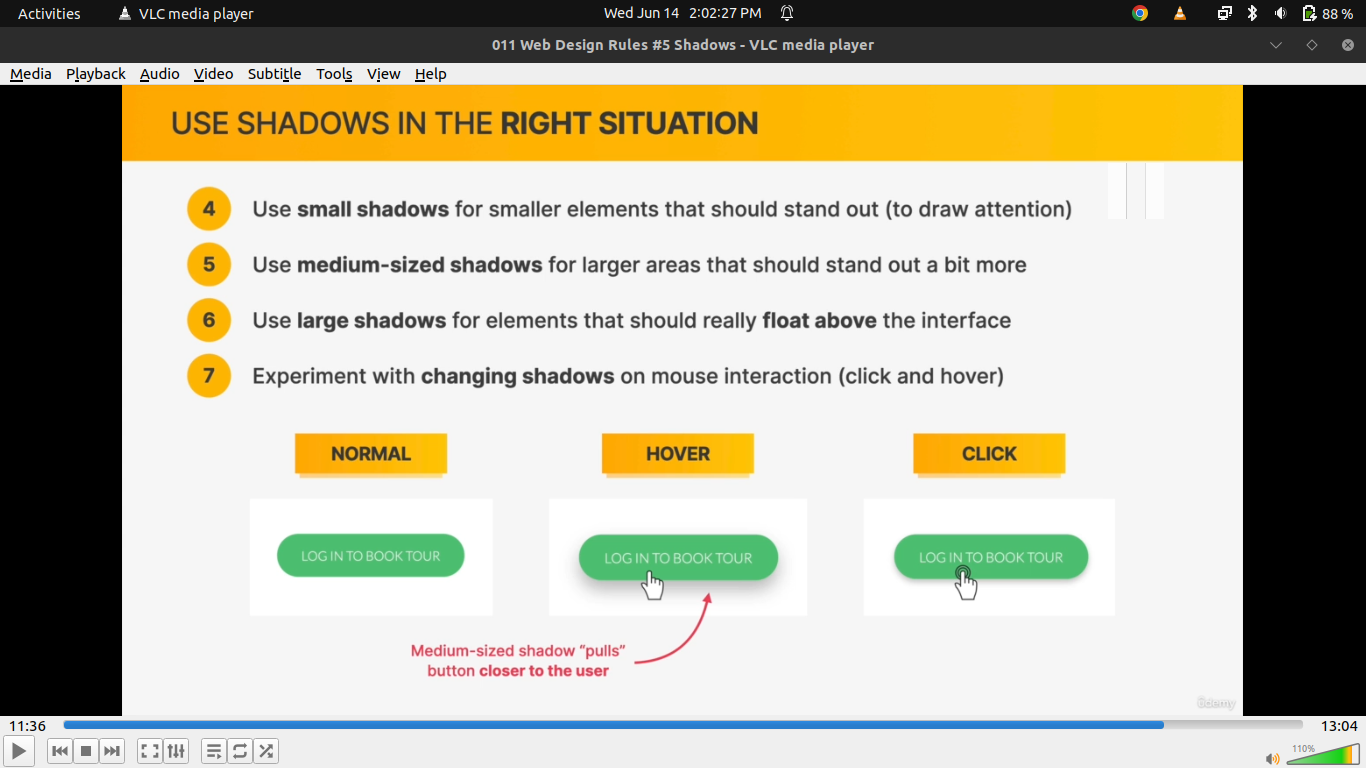 Activities VLC media player Wed Jun 14 2:02:27 PM 88 %
011 Web Design Rules #5 Shadows - VLC media player
Media Playback Audio Video Subtitle Tools View Help
USE SHADOWS IN THE RIGHT SITUATION
4 Use small shadows for smaller elements that should stand out (to draw attention)
5 Use medium-sized shadows for larger areas that should stand out a bit more
6 Use large shadows for elements that should really float above the interface
7 Experiment with changing shadows on mouse interaction (click and hover)
NORMAL HOVER CLICK
LOG IN TO BOOK TOUR LOG IN TO BOOK TOUR LOG IN TO BOOK TOUR
Medium-sized shadow “pulls”
button closer to the user
ûdemy
11:36 13:04
110%